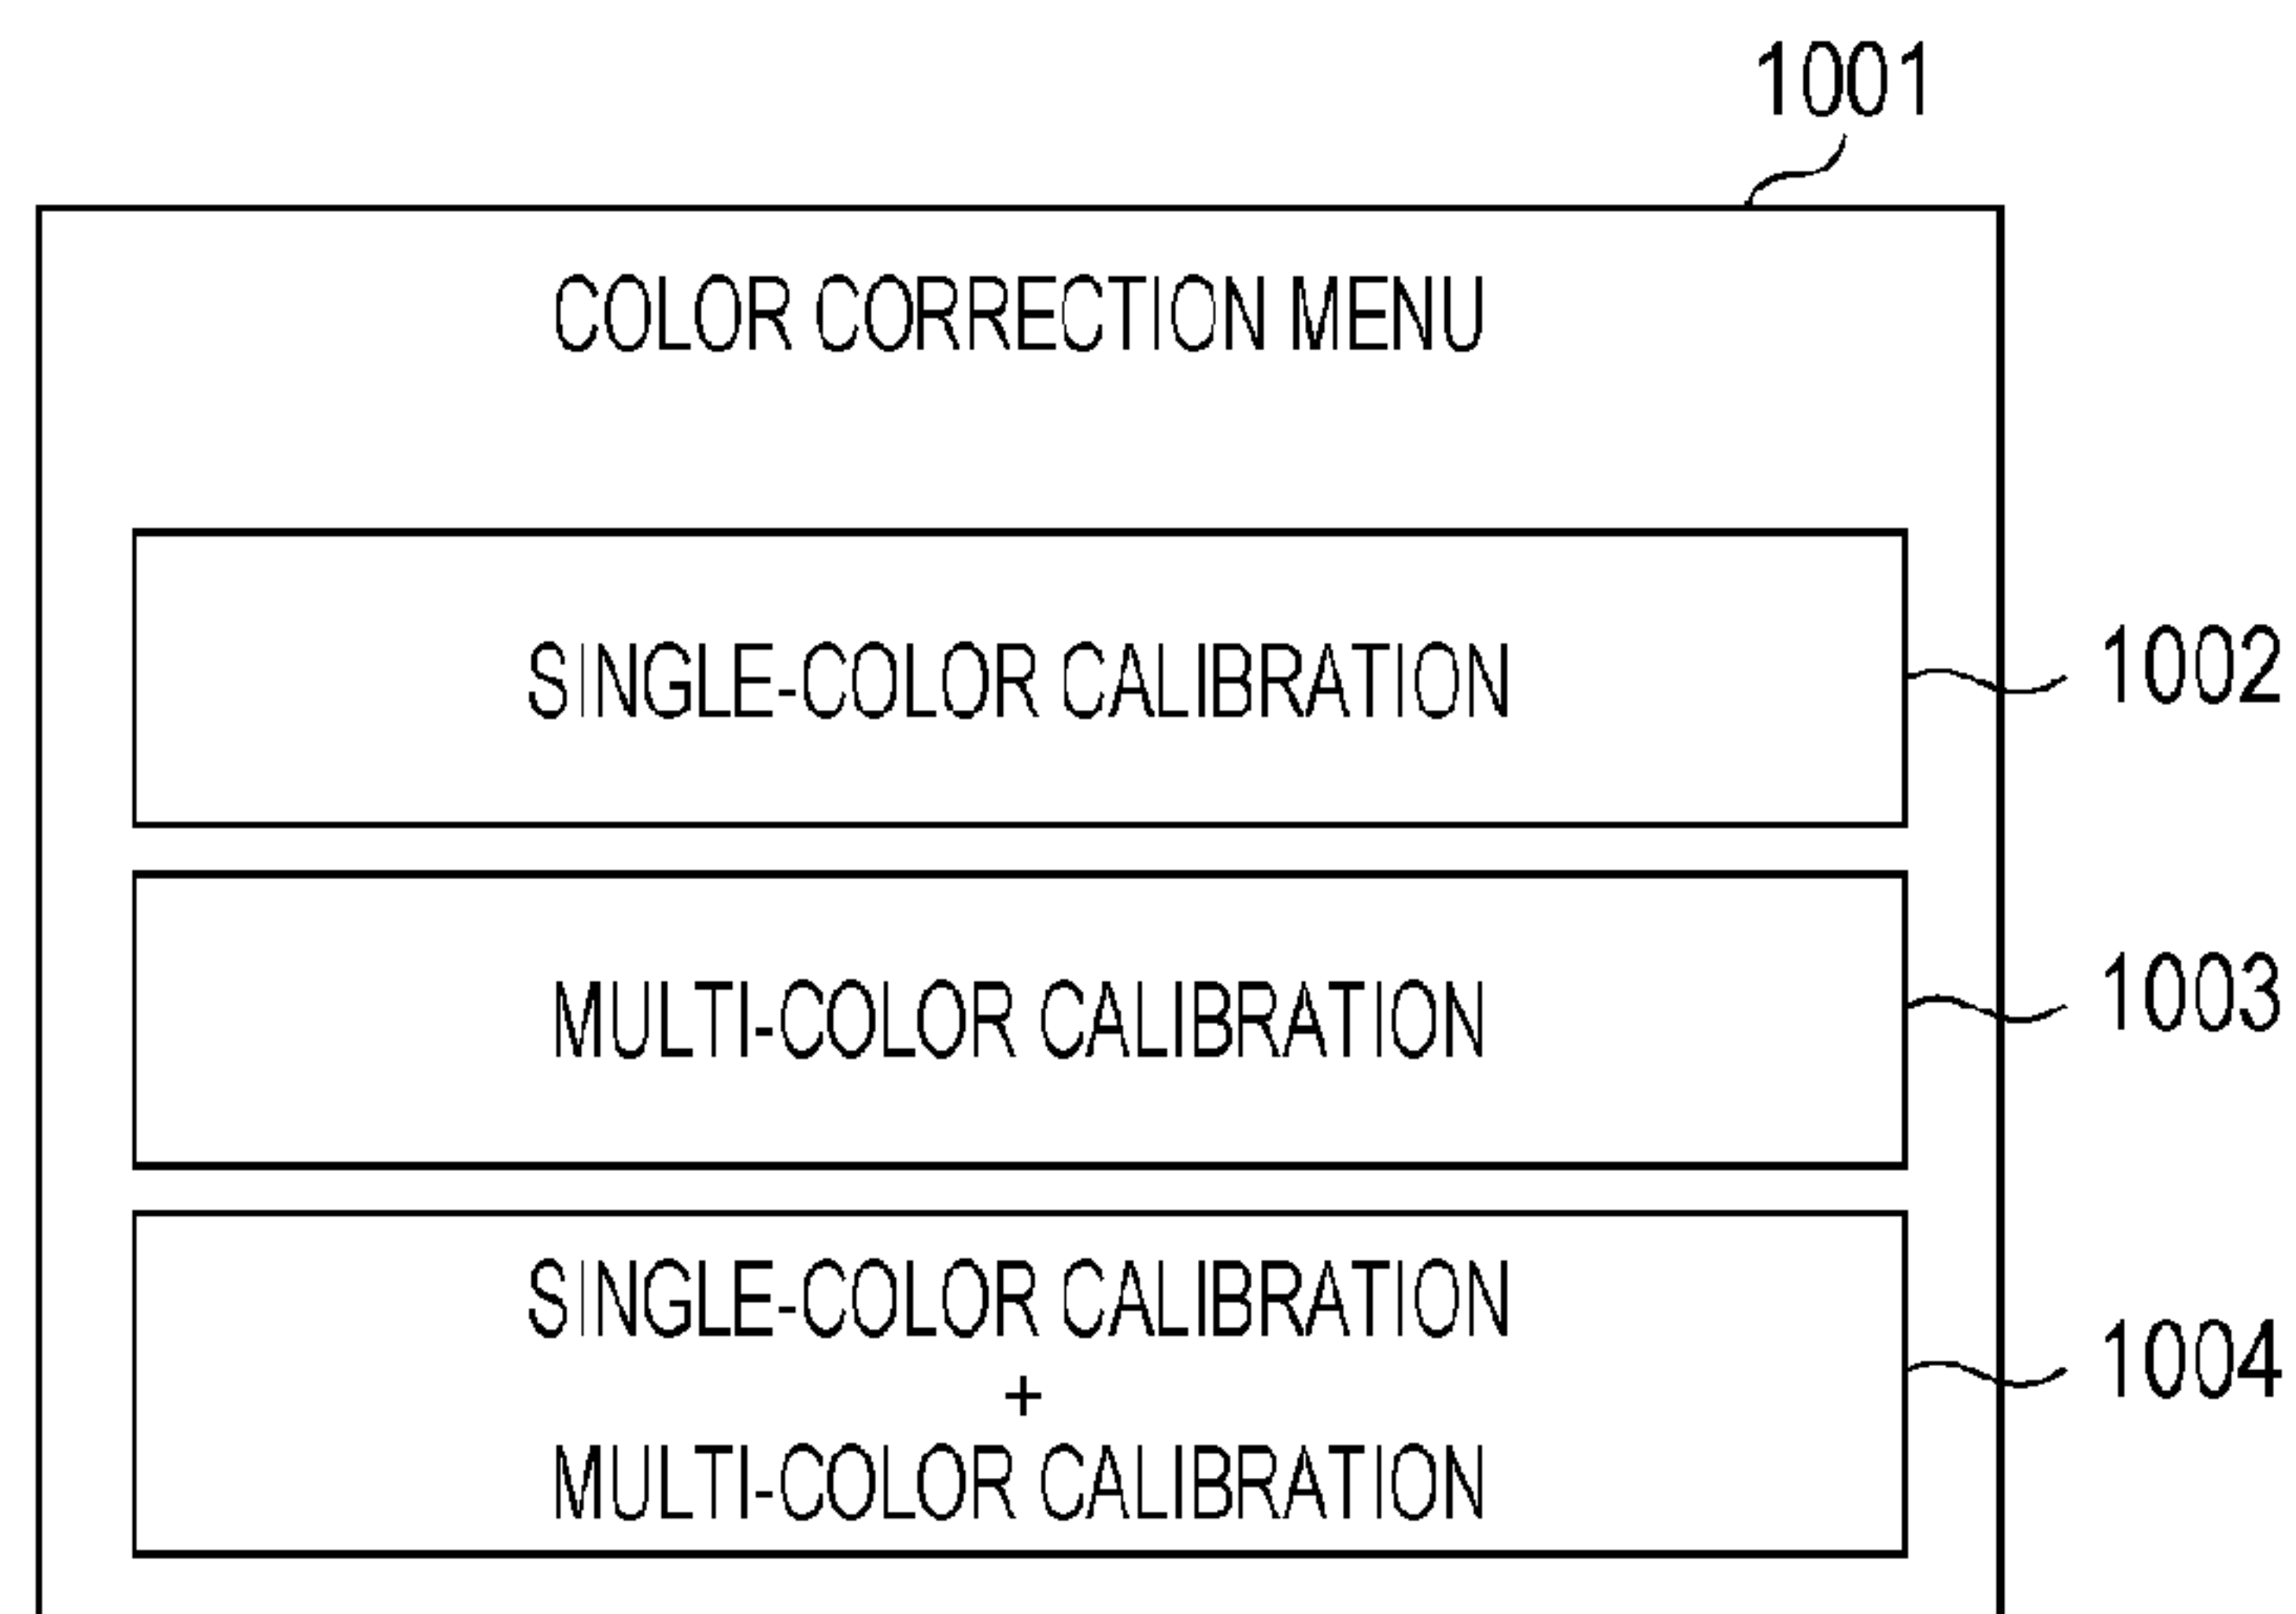 1001
COLOR CORRECTION MENU
SINGLE-COLOR CALIBRATION
1002
MULTI-COLOR CALIBRATION
1003
SINGLE-COLOR CALIBRATION
+
MULTI-COLOR CALIBRATION
1004